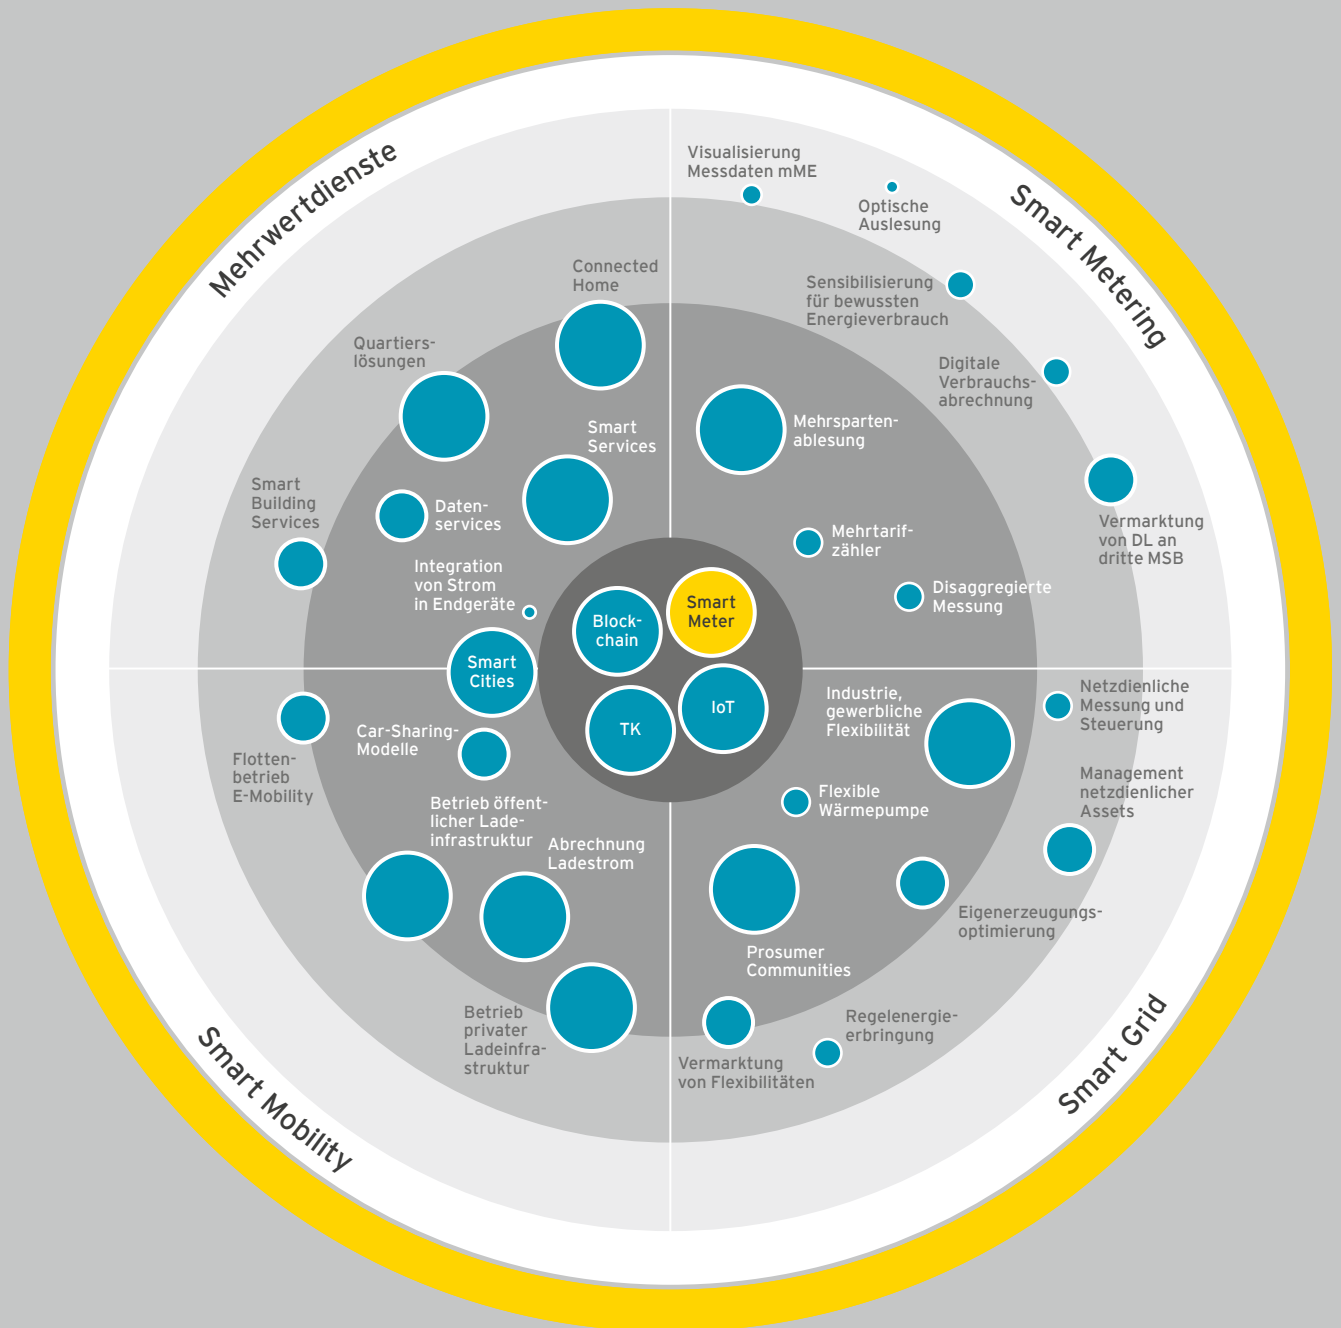 Mehrwertdienste
Smart Metering
Smart Mobility
Smart Grid
Visualisierung
Messdaten mME
Optische
Auslesung
Sensibilisierung
für bewussten
Energieverbrauch
Digitale
Verbrauchs-
abrechnung
Vermarktung
von DL an
dritte MSB
Mehrsparten-
ablesung
Mehrtarif-
zähler
Disaggregierte
Messung
Connected
Home
Quartiers-
lösungen
Smart
Services
Smart
Building
Services
Daten-
services
Integration
von Strom
in Endgeräte
Smart
Cities
Block-
chain
Smart
Meter
TK
IoT
Flotten-
betrieb
E-Mobility
Car-Sharing-
Modelle
Betrieb öffent-
licher Lade-
infrastruktur
Abrechnung
Ladestrom
Betrieb
privater
Ladeinfra-
struktur
Industrie,
gewerbliche
Flexibilität
Netzdienliche
Messung und
Steuerung
Management
netzdienlicher
Assets
Flexible
Wärmepumpe
Eigenerzeugungs-
optimierung
Prosumer
Communities
Regelenergie-
erbringung
Vermarktung
von Flexibilitäten